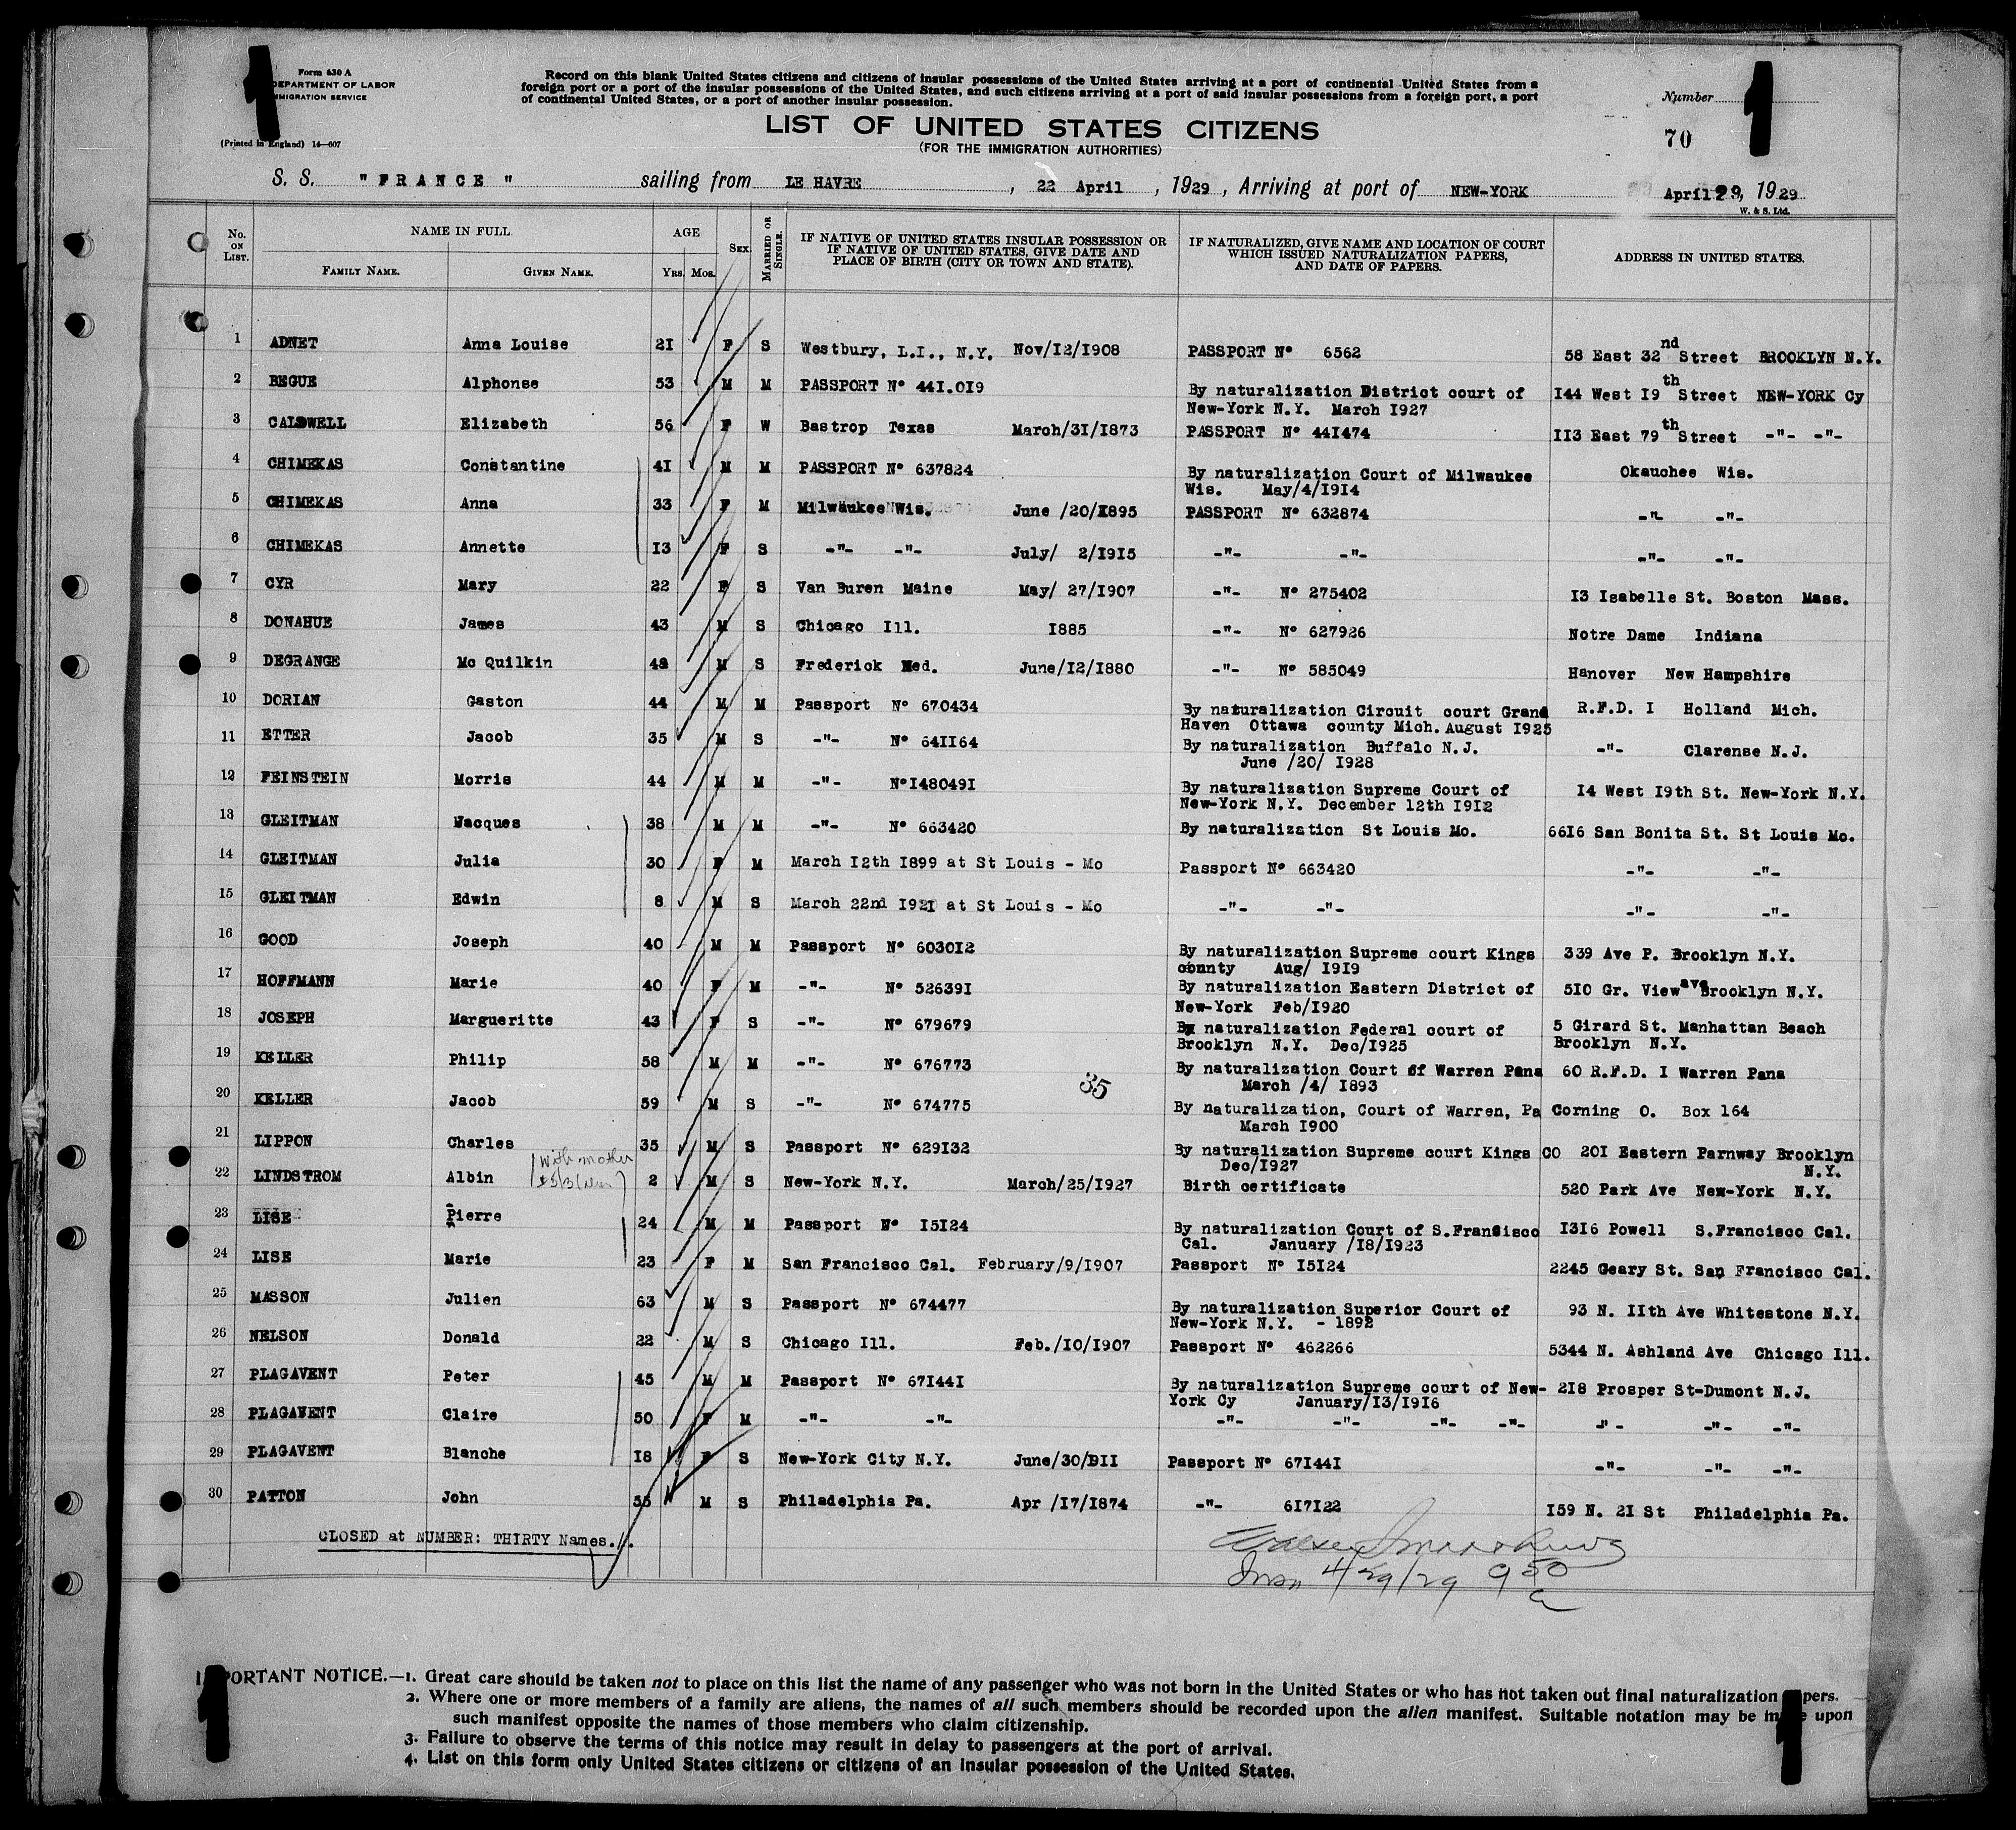 Form 630 A
DEPARTMENT OF LABOR
IMMIGRATION SERVICE
(Printed in England) 14—607
Record on this blank United States citizens and citizens of insular possessions of the United States arriving at a port of continental United States from a
foreign port or a port of the insular possessions of the United States, and such citizens arriving at a port of said insular possessions from a foreign port, a port
of continental United States, or a port of another insular possession.
Number
70
LIST OF UNITED STATES CITIZENS
(FOR THE IMMIGRATION AUTHORITIES)
S. S. "FRANCE" sailing from LE HAVRE, 22 April, 1929, Arriving at port of NEW-YORK April 29, 1929
W. & S. Ltd.
No. ON LIST. NAME IN FULL AGE SEX. MARRIED OR SINGLE. IF NATIVE OF UNITED STATES INSULAR POSSESSION OR IF NATIVE OF UNITED STATES, GIVE DATE AND PLACE OF BIRTH (CITY OR TOWN AND STATE). IF NATURALIZED, GIVE NAME AND LOCATION OF COURT WHICH ISSUED NATURALIZATION PAPERS, AND DATE OF PAPERS. ADDRESS IN UNITED STATES.
FAMILY NAME. GIVEN NAME. YRS. MOS.
1 ADNET Anna Louise 21 F S Westbury, L.I., N.Y. Nov/12/1908 PASSPORT N° 6562 58 East 32nd Street BROOKLYN N.Y.
2 BEGUE Alphonse 53 M M PASSPORT N° 441.019 By naturalization District court of 144 West 19th Street NEW-YORK Cy
New-York N.Y. March 1927
3 CALDWELL Elizabeth 56 F W Bastrop Texas March/31/1873 PASSPORT N° 441474 113 East 79th Street -"- -"-
4 CHIMEKAS Constantine 41 M M PASSPORT N° 637824 By naturalization Court of Milwaukee Okauchee Wis.
Wis. May/4/1914
5 CHIMEKAS Anna 33 F M Milwaukee Wis. June /20/1895 PASSPORT N° 632874 -"- -"-
6 CHIMEKAS Annette 13 F S -"- -"- July/ 2/1915 -"- -"- -"- -"-
7 CYR Mary 22 F S Van Buren Maine May/ 27/1907 -"- N° 275402 13 Isabelle St. Boston Mass.
8 DONAHUE James 43 M S Chicago Ill. 1885 -"- N° 627926 Notre Dame Indiana
9 DEGRANGE Mc Quilkin 48 M S Frederick Med. June/12/1880 -"- N° 585049 Hanover New Hampshire
10 DORIAN Gaston 44 M M Passport N° 670434 By naturalization Circuit court Grand R.F.D. 1 Holland Mich.
Haven Ottawa county Mich. August 1925
11 ETTER Jacob 35 M S -"- N° 641164 By naturalization Buffalo N.J. -"- Clarense N.J.
June /20/ 1928
12 FEINSTEIN Morris 44 M M -"- N°1480491 By naturalization Supreme Court of 14 West 19th St. New-York N.Y.
New-York N.Y. December 12th 1912
13 GLEITMAN Jacques 38 M M -"- N° 663420 By naturalization St Louis Mo. 6616 San Bonita St. St Louis Mo.
14 GLEITMAN Julia 30 F M March 12th 1899 at St Louis - Mo Passport N° 663420 -"- -"-
15 GLEITMAN Edwin 8 M S March 22nd 1921 at St Louis - Mo -"- -"- -"- -"-
16 GOOD Joseph 40 M M Passport N° 603012 By naturalization Supreme court Kings 339 Ave P. Brooklyn N.Y.
county Aug/ 1919
17 HOFFMANN Marie 40 F M -"- N° 526391 By naturalization Eastern District of 510 Gr. View ave Brooklyn N.Y.
New-York Feb/1920
18 JOSEPH Margueritte 43 F S -"- N° 679679 By naturalization Federal court of 5 Girard St. Manhattan Beach
Brooklyn N.Y. Dec/1925 Brooklyn N.Y.
19 KELLER Philip 58 M M -"- N° 676773 By naturalization Court of Warren Pana 60 R.F.D. 1 Warren Pana
March /4/ 1893
35
20 KELLER Jacob 59 M S -"- N° 674775 By naturalization, Court of Warren, Pa Corning O. Box 164
March 1900
21 LIPPON Charles 35 M S Passport N° 629132 By naturalization Supreme court Kings CO 201 Eastern Parnway Brooklyn
Dec/1927 N.Y.
with mother
22 LINDSTROM Albin 2 M S New-York N.Y. March/25/1927 Birth certificate 520 Park Ave New-York N.Y.
23 LISE Pierre 24 M M Passport N° 15124 By naturalization Court of S.Francisco 1316 Powell S.Francisco Cal.
Cal. January /18/1923
24 LISE Marie 23 F M San Francisco Cal. February/9/1907 Passport N° 15124 2245 Geary St. San Francisco Cal.
25 MASSON Julien 63 M S Passport N° 674477 By naturalization Superior Court of 93 N. 11th Ave Whitestone N.Y.
New-York N.Y. - 1892
26 NELSON Donald 22 M S Chicago Ill. Feb./10/1907 Passport N° 462266 5344 N. Ashland Ave Chicago Ill.
27 PLAGAVENT Peter 45 M M Passport N° 671441 By naturalization Supreme court of New- 218 Prosper St-Dumont N.J.
York Cy January/13/1916
28 PLAGAVENT Claire 50 F M -"- -"- -"- -"- -"- -"- -"- -"- -"-
29 PLAGAVENT Blanche 18 F S New-York City N.Y. June/30/1911 Passport N° 671441 -"- -"- -"-
30 PATTON John 55 M S Philadelphia Pa. Apr /17/1874 -"- 617122 159 N. 21 St Philadelphia Pa.
CLOSED at NUMBER: THIRTY Names./.
4/29/29 9 50
a
IMPORTANT NOTICE.—1. Great care should be taken not to place on this list the name of any passenger who was not born in the United States or who has not taken out final naturalization papers.
2. Where one or more members of a family are aliens, the names of all such members should be recorded upon the alien manifest. Suitable notation may be made upon
such manifest opposite the names of those members who claim citizenship.
3. Failure to observe the terms of this notice may result in delay to passengers at the port of arrival.
4. List on this form only United States citizens or citizens of an insular possession of the United States.